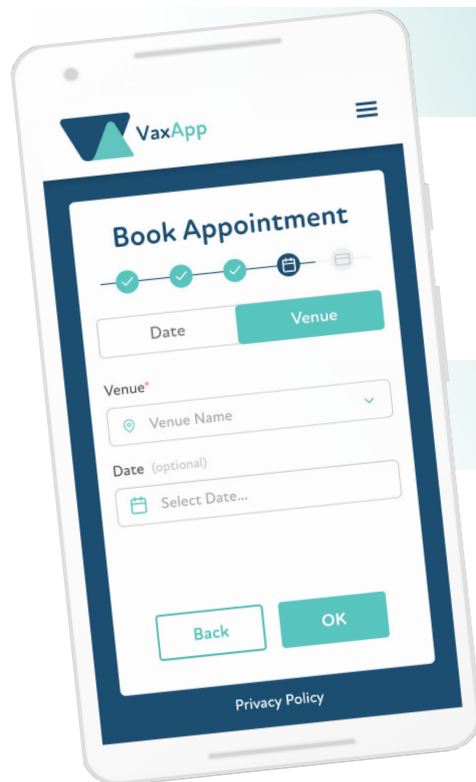 VaxApp
Book Appointment
Date Venue
Venue*
Venue Name
Date (optional)
Select Date...
Back OK
Privacy Policy